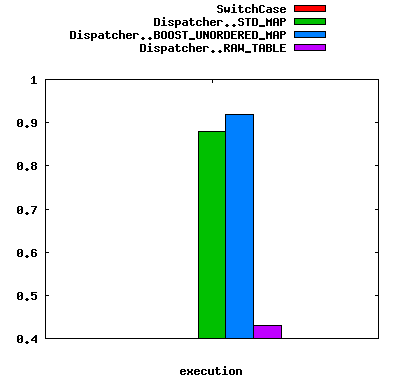 SwitchCase
Dispatcher..STD_MAP
Dispatcher..BOOST_UNORDERED_MAP
Dispatcher..RAW_TABLE
1
0.9
0.8
0.7
0.6
0.5
0.4
execution